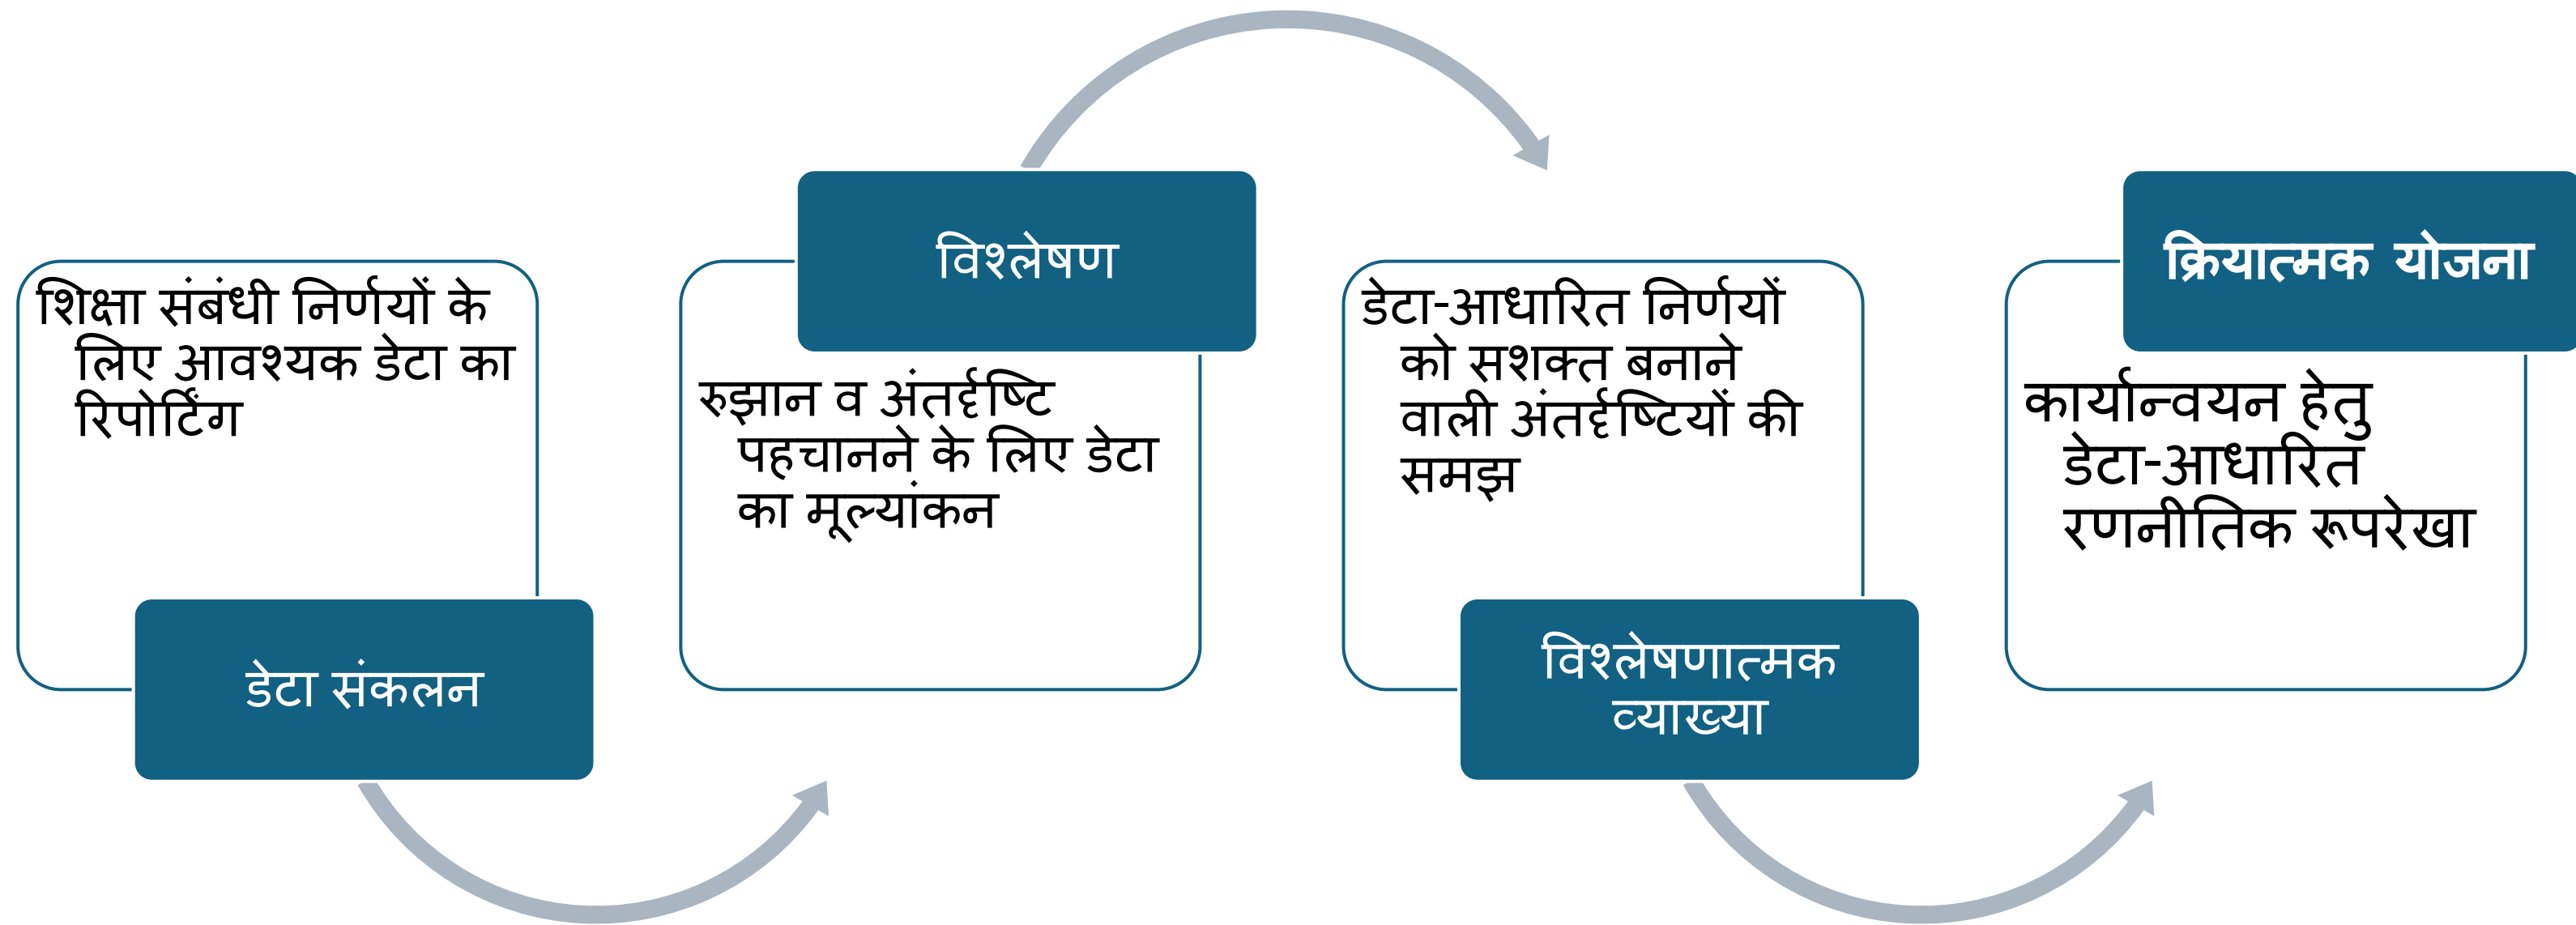 शिक्षा संबंधी निर्णयों के
लिए आवश्यक डेटा का
रिपोर्टिंग
डेटा संकलन
विश्लेषण
रुझान व अंतर्दृष्टि
पहचानने के लिए डेटा
का मूल्यांकन
डेटा-आधारित निर्णयों
को सशक्त बनाने
वाली अंतर्दृष्टियों की
समझ
विश्लेषणात्मक
व्याख्या
क्रियात्मक योजना
कार्यान्वयन हेतु
डेटा-आधारित
रणनीतिक रूपरेखा